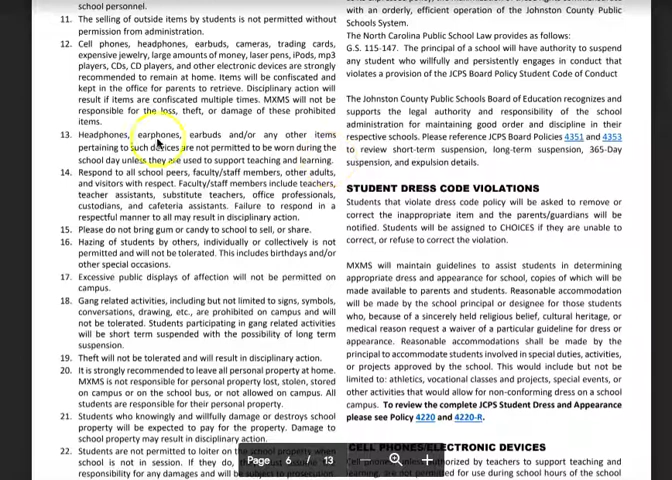 school personnel.
11. The selling of outside items by students is not permitted without
permission from administration.
12. Cell phones, headphones, earbuds, cameras, trading cards,
expensive jewelry, large amounts of money, laser pens, iPods, mp3
players, CDs, CD players, and other electronic devices are strongly
recommended to remain at home. Items will be confiscated and
kept in the office for parents to retrieve. Disciplinary action will
result if items are confiscated multiple times. MXMS will not be
responsible for the loss, theft, or damage of these prohibited
items.
13. Headphones, earphones, earbuds and/or any other items
pertaining to such devices are not permitted to be worn during the
school day unless they are used to support teaching and learning.
14. Respond to all school peers, faculty/staff members, other adults,
and visitors with respect. Faculty/staff members include teachers,
teacher assistants, substitute teachers, office professionals,
custodians, and cafeteria assistants. Failure to respond in a
respectful manner to all may result in disciplinary action.
15. Please do not bring gum or candy to school to sell, or share.
16. Hazing of students by others, individually or collectively is not
permitted and will not be tolerated. This includes birthdays and/or
other special occasions.
17. Excessive public displays of affection will not be permitted on
campus.
18. Gang related activities, including but not limited to signs, symbols,
conversations, drawing, etc., are prohibited on campus and will
not be tolerated. Students participating in gang related activities
will be short term suspended with the possibility of long term
suspension.
19. Theft will not be tolerated and will result in disciplinary action.
20. It is strongly recommended to leave all personal property at home.
MXMS is not responsible for personal property lost, stolen, stored
on campus or on the school bus, or not allowed on campus. All
students are responsible for their personal property.
21. Students who knowingly and willfully damage or destroys school
property will be expected to pay for the property. Damage to
school property may result in disciplinary action.
22. Students are not permitted to loiter on the school property when
school is not in session. If they do,
responsibility for any damages and will be subject to prosecution.
with an orderly, efficient operation of the Johnston County Public
Schools System.
The North Carolina Public School Law provides as follows:
G.S. 115-147. The principal of a school will have authority to suspend
any student who willfully and persistently engages in conduct that
violates a provision of the JCPS Board Policy Student Code of Conduct
The Johnston County Public Schools Board of Education recognizes and
supports the legal authority and responsibility of the school
administration for maintaining good order and discipline in their
respective schools. Please reference JCPS Board Policies 4351 and 4353
to review short-term suspension, long-term suspension, 365-Day
suspension, and expulsion details.
STUDENT DRESS CODE VIOLATIONS
Students that violate dress code policy will be asked to remove or
correct the inappropriate item and the parents/guardians will be
notified. Students will be assigned to CHOICES if they are unable to
correct, or refuse to correct the violation.
MXMS will maintain guidelines to assist students in determining
appropriate dress and appearance for school, copies of which will be
made available to parents and students. Reasonable accommodation
will be made by the school principal or designee for those students
who, because of a sincerely held religious belief, cultural heritage, or
medical reason request a waiver of a particular guideline for dress or
appearance. Reasonable accommodations shall be made by the
principal to accommodate students involved in special duties, activities,
or projects approved by the school. This would include but not be
limited to: athletics, vocational classes and projects, special events, or
other activities that would allow for non-conforming dress on a school
campus. To review the complete JCPS Student Dress and Appearance
please see Policy 4220 and 4220-R.
CELL PHONES/ELECTRONIC DEVICES
Cell phones unless authorized by teachers to support teaching and
learning, are not permitted for use during school hours of the school
Page 6 / 13